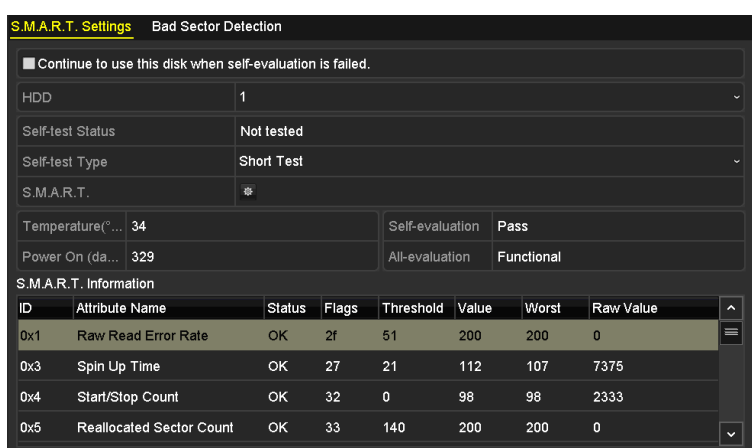 S.M.A.R.T. Settings Bad Sector Detection
Continue to use this disk when self-evaluation is failed.
HDD 1
Self-test Status Not tested
Self-test Type Short Test
S.M.A.R.T.
Temperature(°... 34 Self-evaluation Pass
Power On (da... 329 All-evaluation Functional
S.M.A.R.T. Information
ID Attribute Name Status Flags Threshold Value Worst Raw Value
0x1 Raw Read Error Rate OK 2f 51 200 200 0
0x3 Spin Up Time OK 27 21 112 107 7375
0x4 Start/Stop Count OK 32 0 98 98 2333
0x5 Reallocated Sector Count OK 33 140 200 200 0